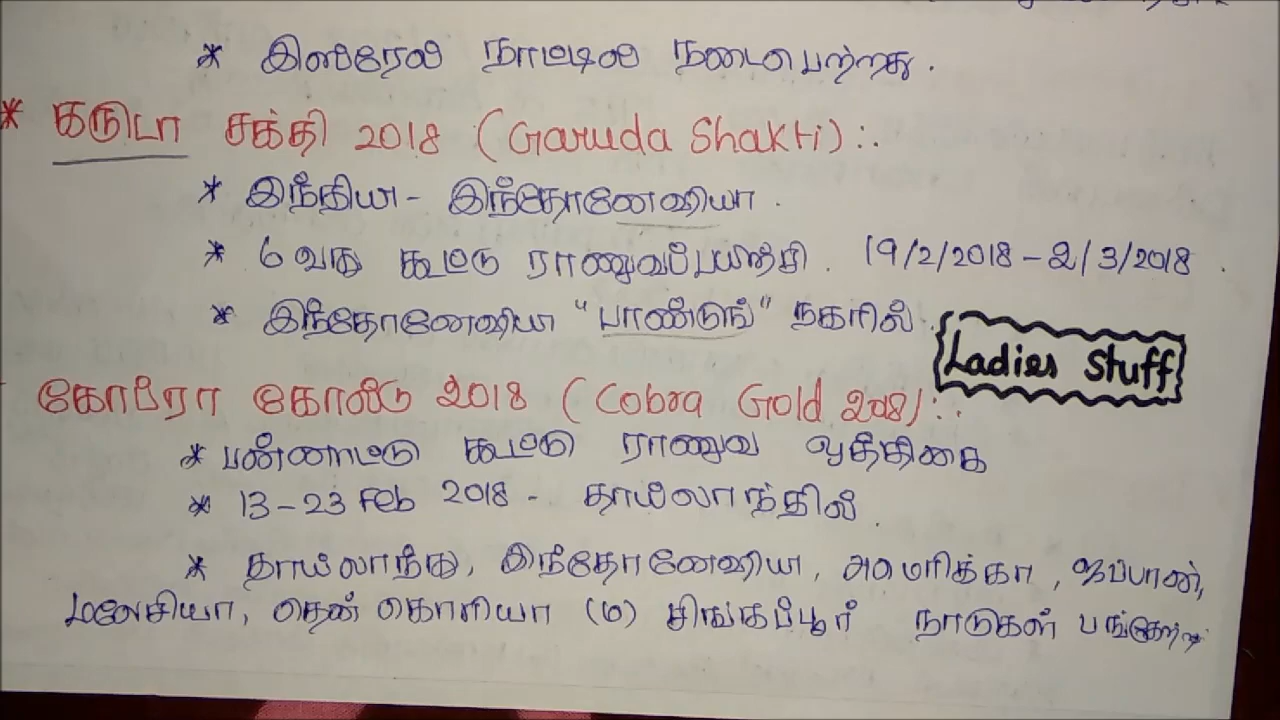 * இஸ்ரேல் நாட்டில் நடைபெற்றது.
* கருடா சக்தி 2018 (Garuda Shakti) :.
* இந்திய - இந்தோனேஷியா .
* 6 வது கூட்டு ராணுவப்பயிற்சி . 19/2/2018 - 2/3/2018 .
* இந்தோனேஷிய "பாண்டுங்" நகரில் .
Ladies Stuff
கோப்ரா கோல்டு 2018 (Cobra Gold 2018) :.
* பன்னாட்டு கூட்டு ராணுவ ஒத்திகை
* 13 - 23 Feb 2018 - தாய்லாந்தில் .
* தாய்லாந்து, இந்தோனேஷிய, அமெரிக்கா, ஜப்பான்,
மலேசியா, தென் கொரியா (ம) சிங்கப்பூர் நாடுகள்